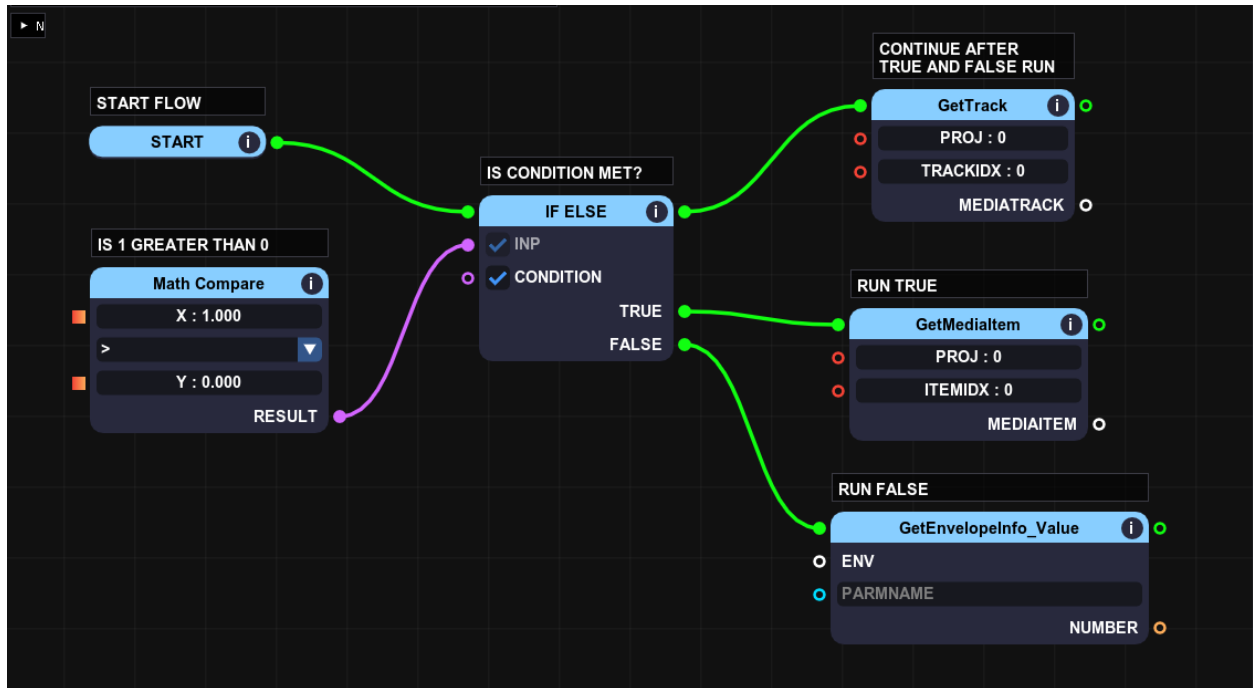 N
START FLOW
START i
IS 1 GREATER THAN 0
Math Compare i
X : 1.000
>
Y : 0.000
RESULT
IS CONDITION MET?
IF ELSE i
INP
CONDITION
TRUE
FALSE
CONTINUE AFTER
TRUE AND FALSE RUN
GetTrack i
PROJ : 0
TRACKIDX : 0
MEDIATRACK
RUN TRUE
GetMediaItem i
PROJ : 0
ITEMIDX : 0
MEDIAITEM
RUN FALSE
GetEnvelopeInfo_Value i
ENV
PARMNAME
NUMBER